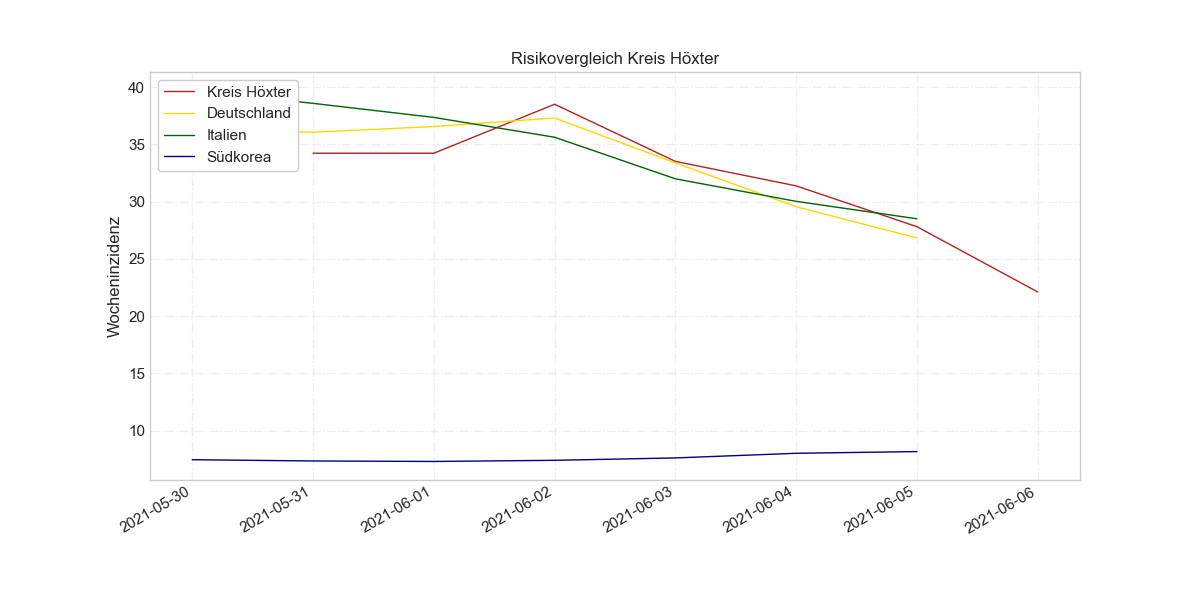 Risikovergleich Kreis Höxter
Kreis Höxter
Deutschland
Italien
Südkorea
Wocheninzidenz
40
35
30
25
20
15
10
2021-05-30
2021-05-31
2021-06-01
2021-06-02
2021-06-03
2021-06-04
2021-06-05
2021-06-06